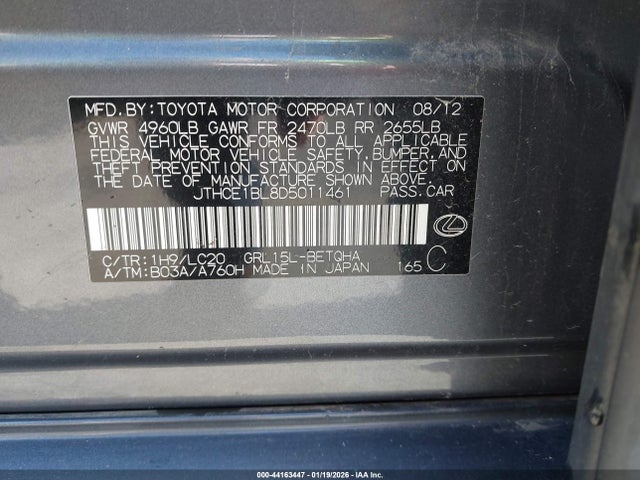 MFD.BY:TOYOTA MOTOR CORPORATION 08/12
GVWR 4960LB GAWR FR 2470LB RR 2655LB
THIS VEHICLE CONFORMS TO ALL APPLICABLE
FEDERAL MOTOR VEHICLE SAFETY,BUMPER,AND
THEFT PREVENTION STANDARDS IN EFFECT ON
THE DATE OF MANUFACTURE SHOWN ABOVE.
JTHCE1BL8D5011461 PASS.CAR
C/TR:1H9/LC20 GRL15L-BETQHA
A/TM:B03A/A760H MADE IN JAPAN 165 C
000-44163447 - 01/19/2026 - IAA Inc.